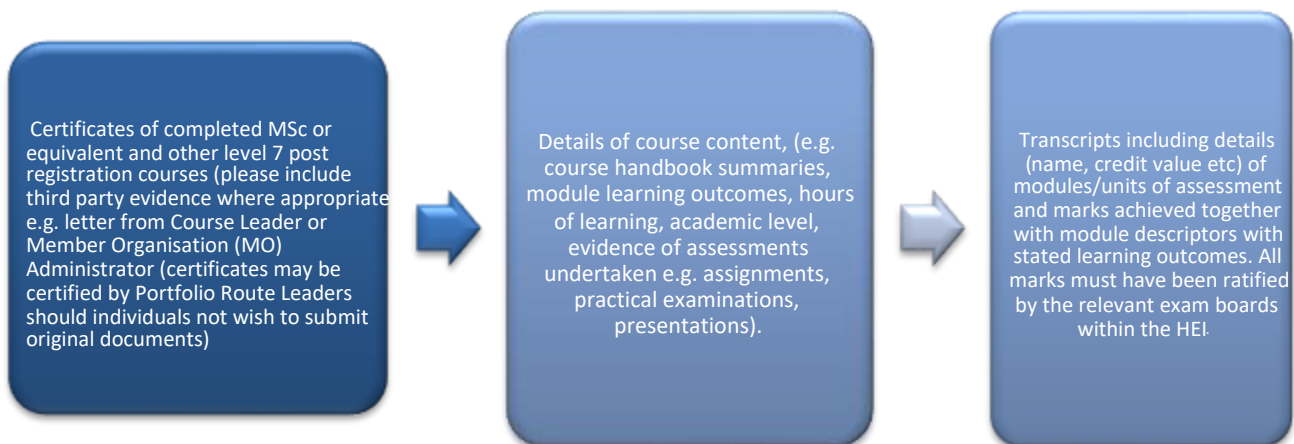 Certificates of completed MSc or
equivalent and other level 7 post
registration courses (please include
third party evidence where appropriate
e.g. letter from Course Leader or
Member Organisation (MO)
Administrator (certificates may be
certified by Portfolio Route Leaders
should individuals not wish to submit
original documents)
Details of course content, (e.g.
course handbook summaries,
module learning outcomes, hours
of learning, academic level,
evidence of assessments
undertaken e.g. assignments,
practical examinations,
presentations).
Transcripts including details
(name, credit value etc) of
modules/units of assessment
and marks achieved together
with module descriptors with
stated learning outcomes. All
marks must have been ratified
by the relevant exam boards
within the HEI.